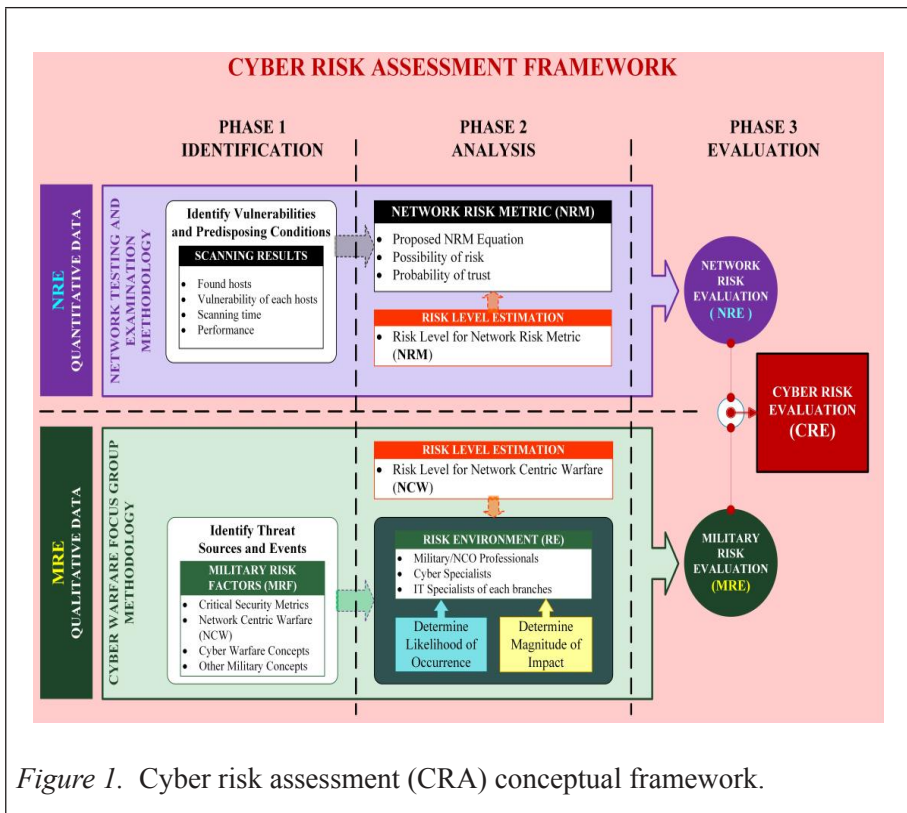 CYBER RISK ASSESSMENT FRAMEWORK
PHASE 1
IDENTIFICATION
PHASE 2
ANALYSIS
PHASE 3
EVALUATION
NRE
QUANTITATIVE DATA
NETWORK TESTING AND
EXAMINATION
METHODOLOGY
Identify Vulnerabilities
and Predisposing Conditions
SCANNING RESULTS
• Found hosts
• Vulnerability of each hosts
• Scanning time
• Performance
NETWORK RISK METRIC (NRM)
• Proposed NRM Equation
• Possibility of risk
• Probability of trust
RISK LEVEL ESTIMATION
• Risk Level for Network Risk Metric
(NRM)
NETWORK
RISK
EVALUATION
( NRE )
CYBER RISK
EVALUATION
(CRE)
MRE
QUALITATIVE DATA
CYBER WARFARE FOCUS GROUP
METHODOLOGY
Identify Threat
Sources and Events
MILITARY RISK
FACTORS (MRF)
• Critical Security Metrics
• Network Centric Warfare
(NCW)
• Cyber Warfare Concepts
• Other Military Concepts
RISK LEVEL ESTIMATION
• Risk Level for Network Centric Warfare
(NCW)
RISK ENVIRONMENT (RE)
• Military/NCO Professionals
• Cyber Specialists
• IT Specialists of each branches
Determine
Likelihood of
Occurrence
Determine
Magnitude of
Impact
MILITARY
RISK
EVALUATION
(MRE)
Figure 1. Cyber risk assessment (CRA) conceptual framework.